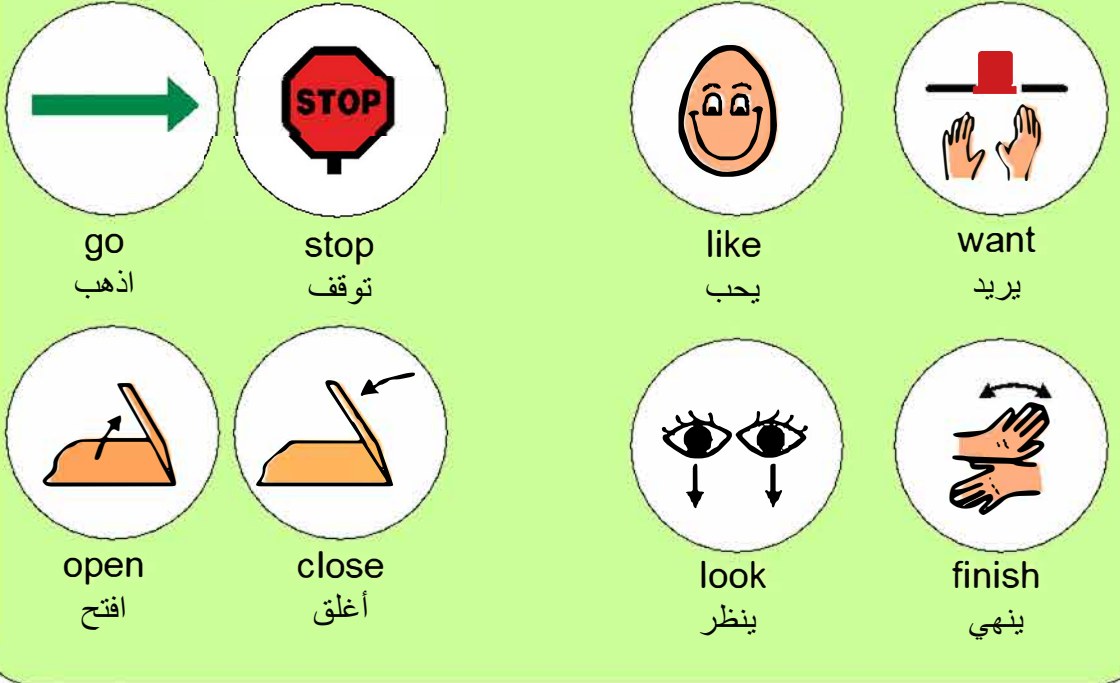 STOP
go
اذهب
stop
توقف
like
يحب
want
يريد
open
افتح
close
أغلق
look
ينظر
finish
ينهي